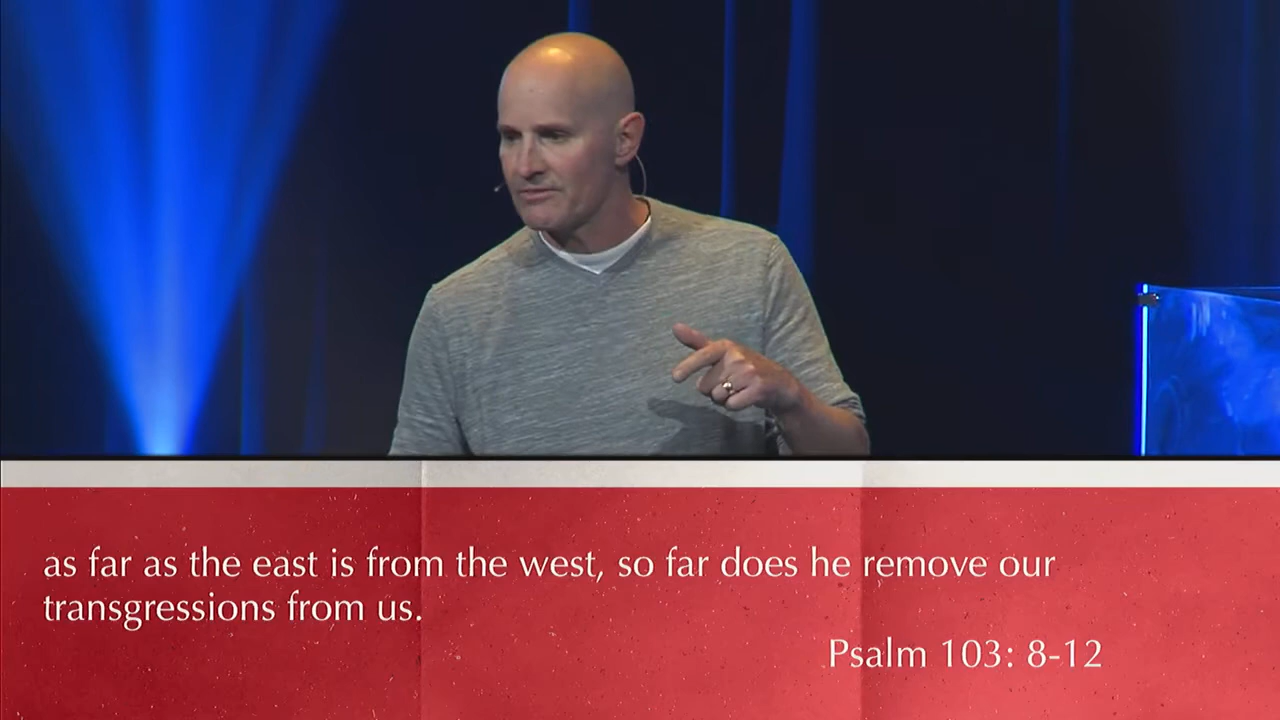 as far as the east is from the west, so far does he remove our
transgressions from us.
Psalm 103: 8-12